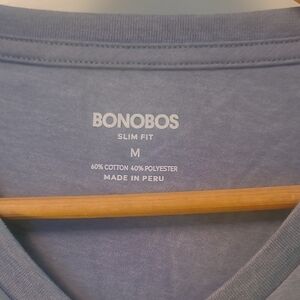 BONOBOS
SLIM FIT
M
60% COTTON 40% POLYESTER
MADE IN PERU